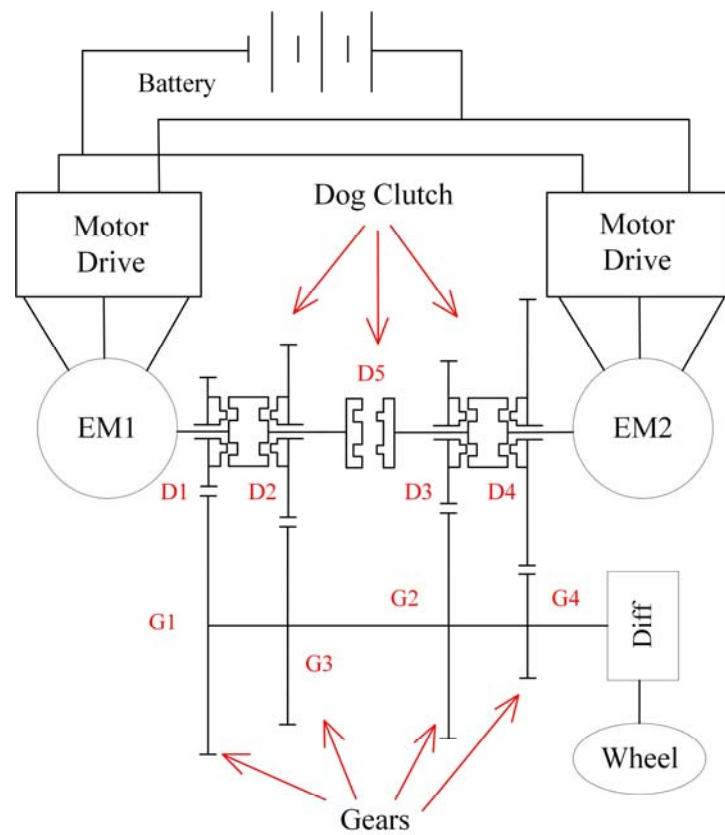 Battery
Dog Clutch
Motor
Drive
Motor
Drive
D5
EM1
EM2
D1
D2
D3
D4
G1
G2
G4
G3
Diff
Wheel
Gears